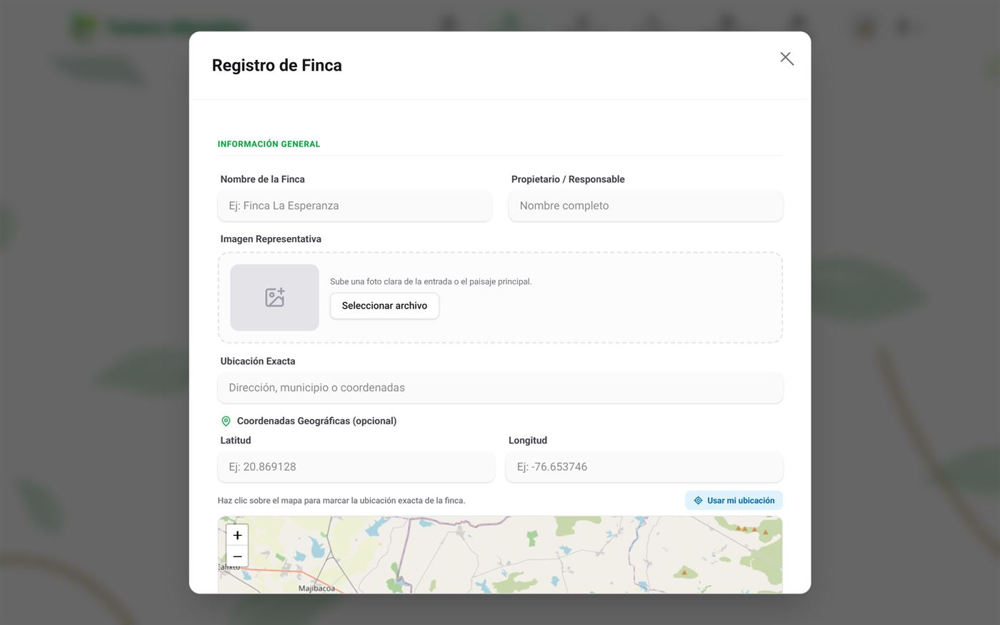 Registro de Finca
INFORMACIÓN GENERAL
Nombre de la Finca
Propietario / Responsable
Ej: Finca La Esperanza
Nombre completo
Imagen Representativa
Sube una foto clara de la entrada o el paisaje principal.
Seleccionar archivo
Ubicación Exacta
Dirección, municipio o coordenadas
Coordenadas Geográficas (opcional)
Latitud
Longitud
Ej: 20.869128
Ej: -76.653746
Haz clic sobre el mapa para marcar la ubicación exacta de la finca.
Usar mi ubicación
+
−
Calixto
Majibacoa